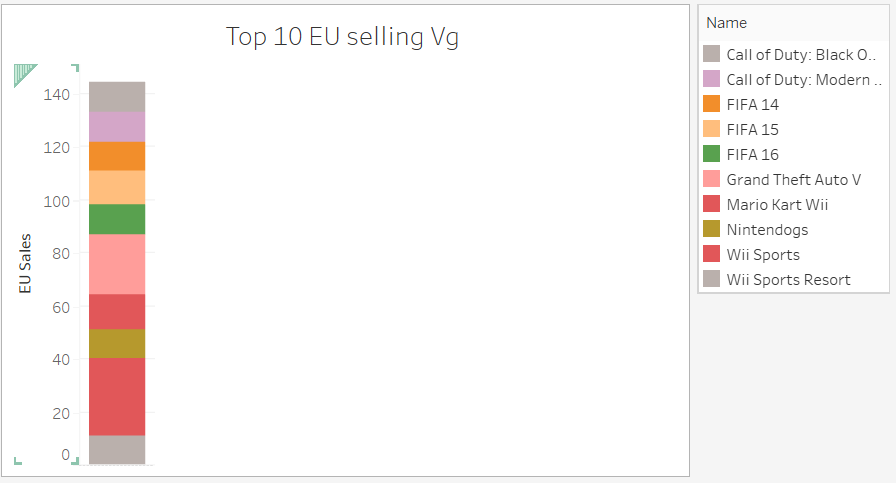 Top 10 EU selling Vg
EU Sales
140
120
100
80
60
40
20
0
Name
Call of Duty: Black O..
Call of Duty: Modern ..
FIFA 14
FIFA 15
FIFA 16
Grand Theft Auto V
Mario Kart Wii
Nintendogs
Wii Sports
Wii Sports Resort